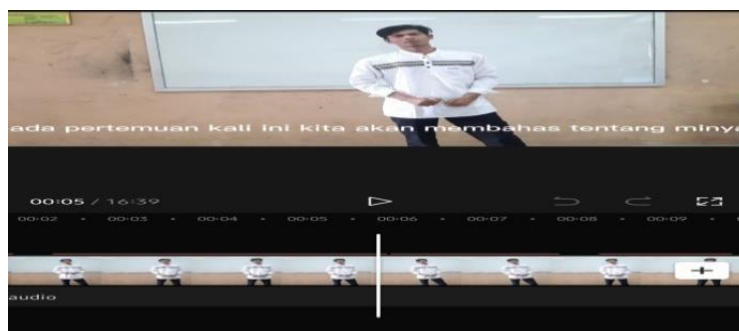 ada pertemuan kali ini kita akan membahas tentang minya
00:05 / 16:39
00:02 00:03 00:04 00:05 00:06 00:07 00:08 00:09
+
audio